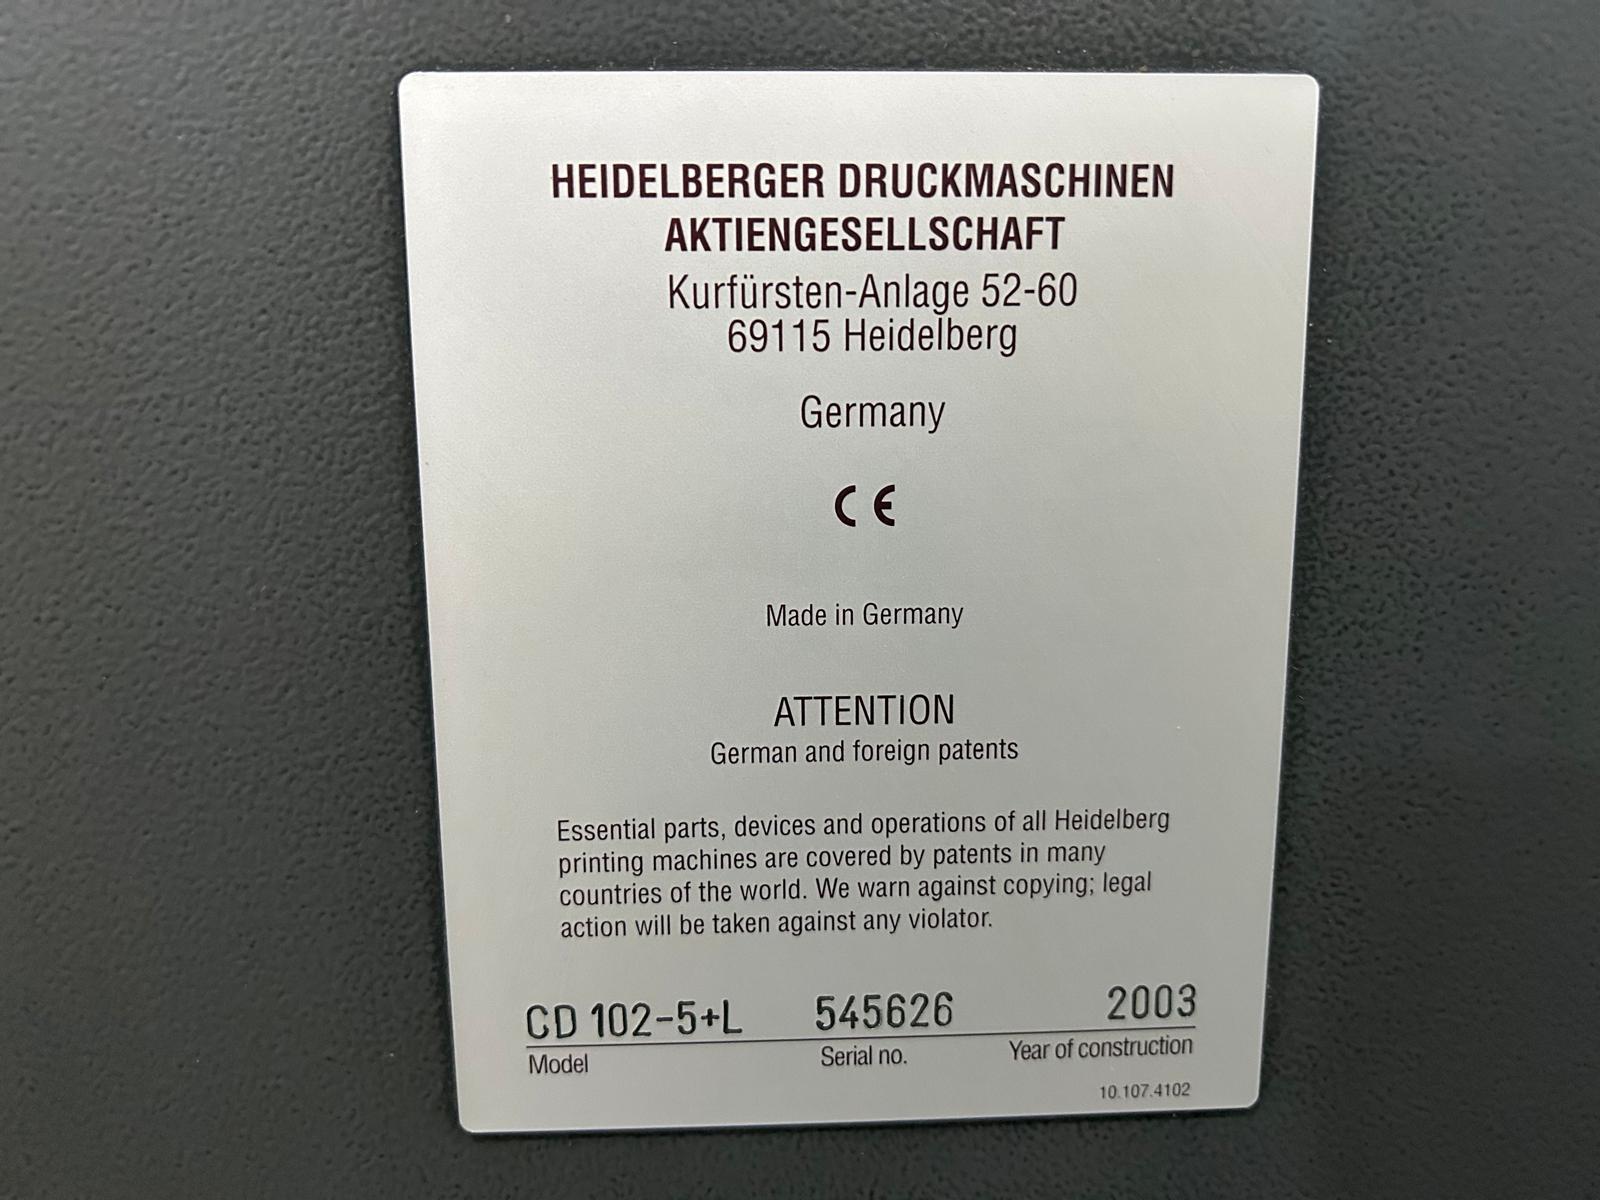 HEIDELBERGER DRUCKMASCHINEN
AKTIENGESELLSCHAFT
Kurfürsten-Anlage 52-60
69115 Heidelberg
Germany
CE
Made in Germany
ATTENTION
German and foreign patents
Essential parts, devices and operations of all Heidelberg
printing machines are covered by patents in many
countries of the world. We warn against copying; legal
action will be taken against any violator.
CD 102-5+L 545626 2003
Model Serial no. Year of construction
10.107.4102